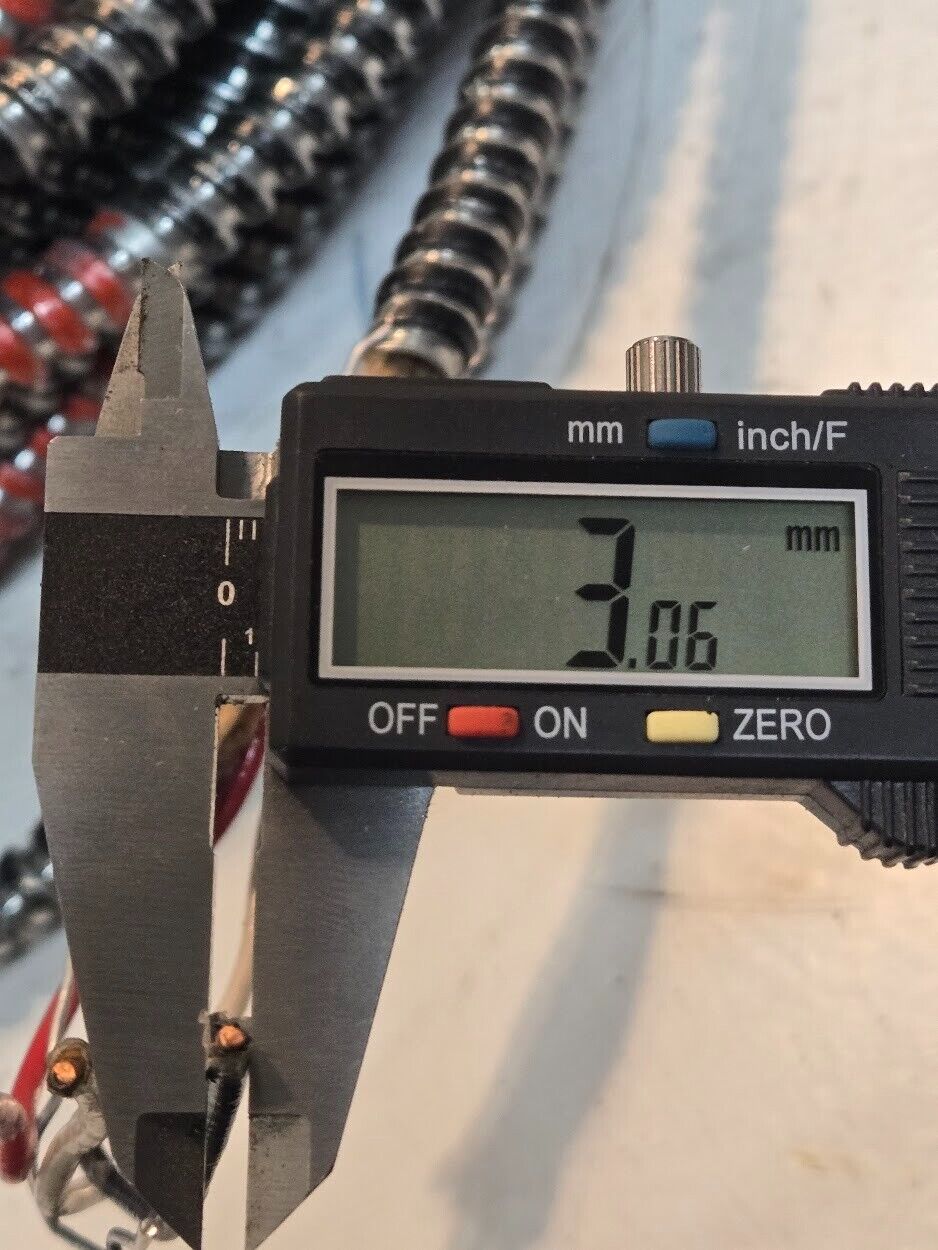 mm inch/F
mm
3.06
0
1
OFF ON ZERO